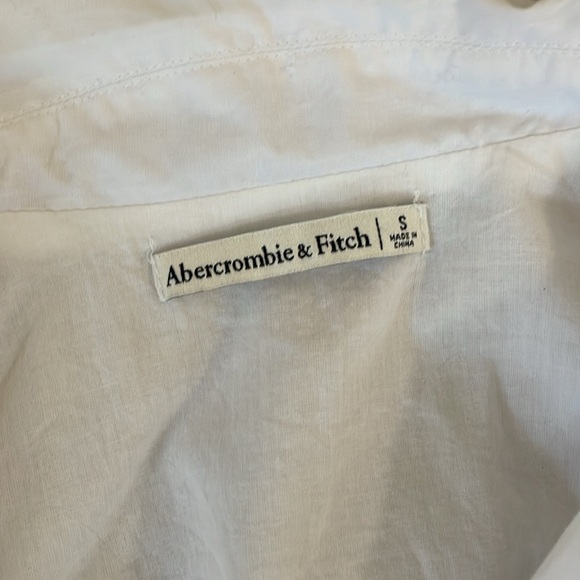 Abercrombie & Fitch | S
MADE IN
CHINA